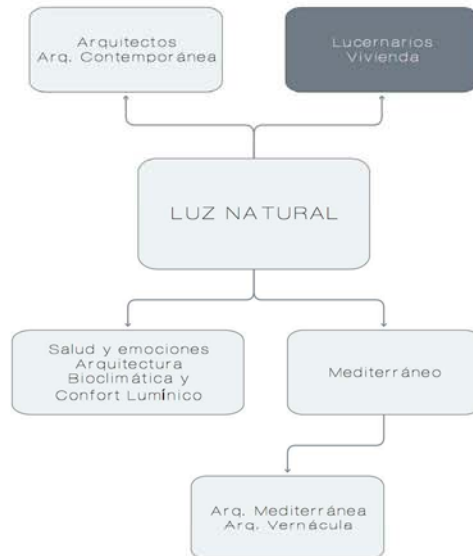 Arquitectos
Arq. Contemporánea
Lucernarios
Vivienda
LUZ NATURAL
Salud y emociones
Arquitectura
Bioclimática y
Confort Lumínico
Mediterráneo
Arq. Mediterránea
Arq. Vernácula